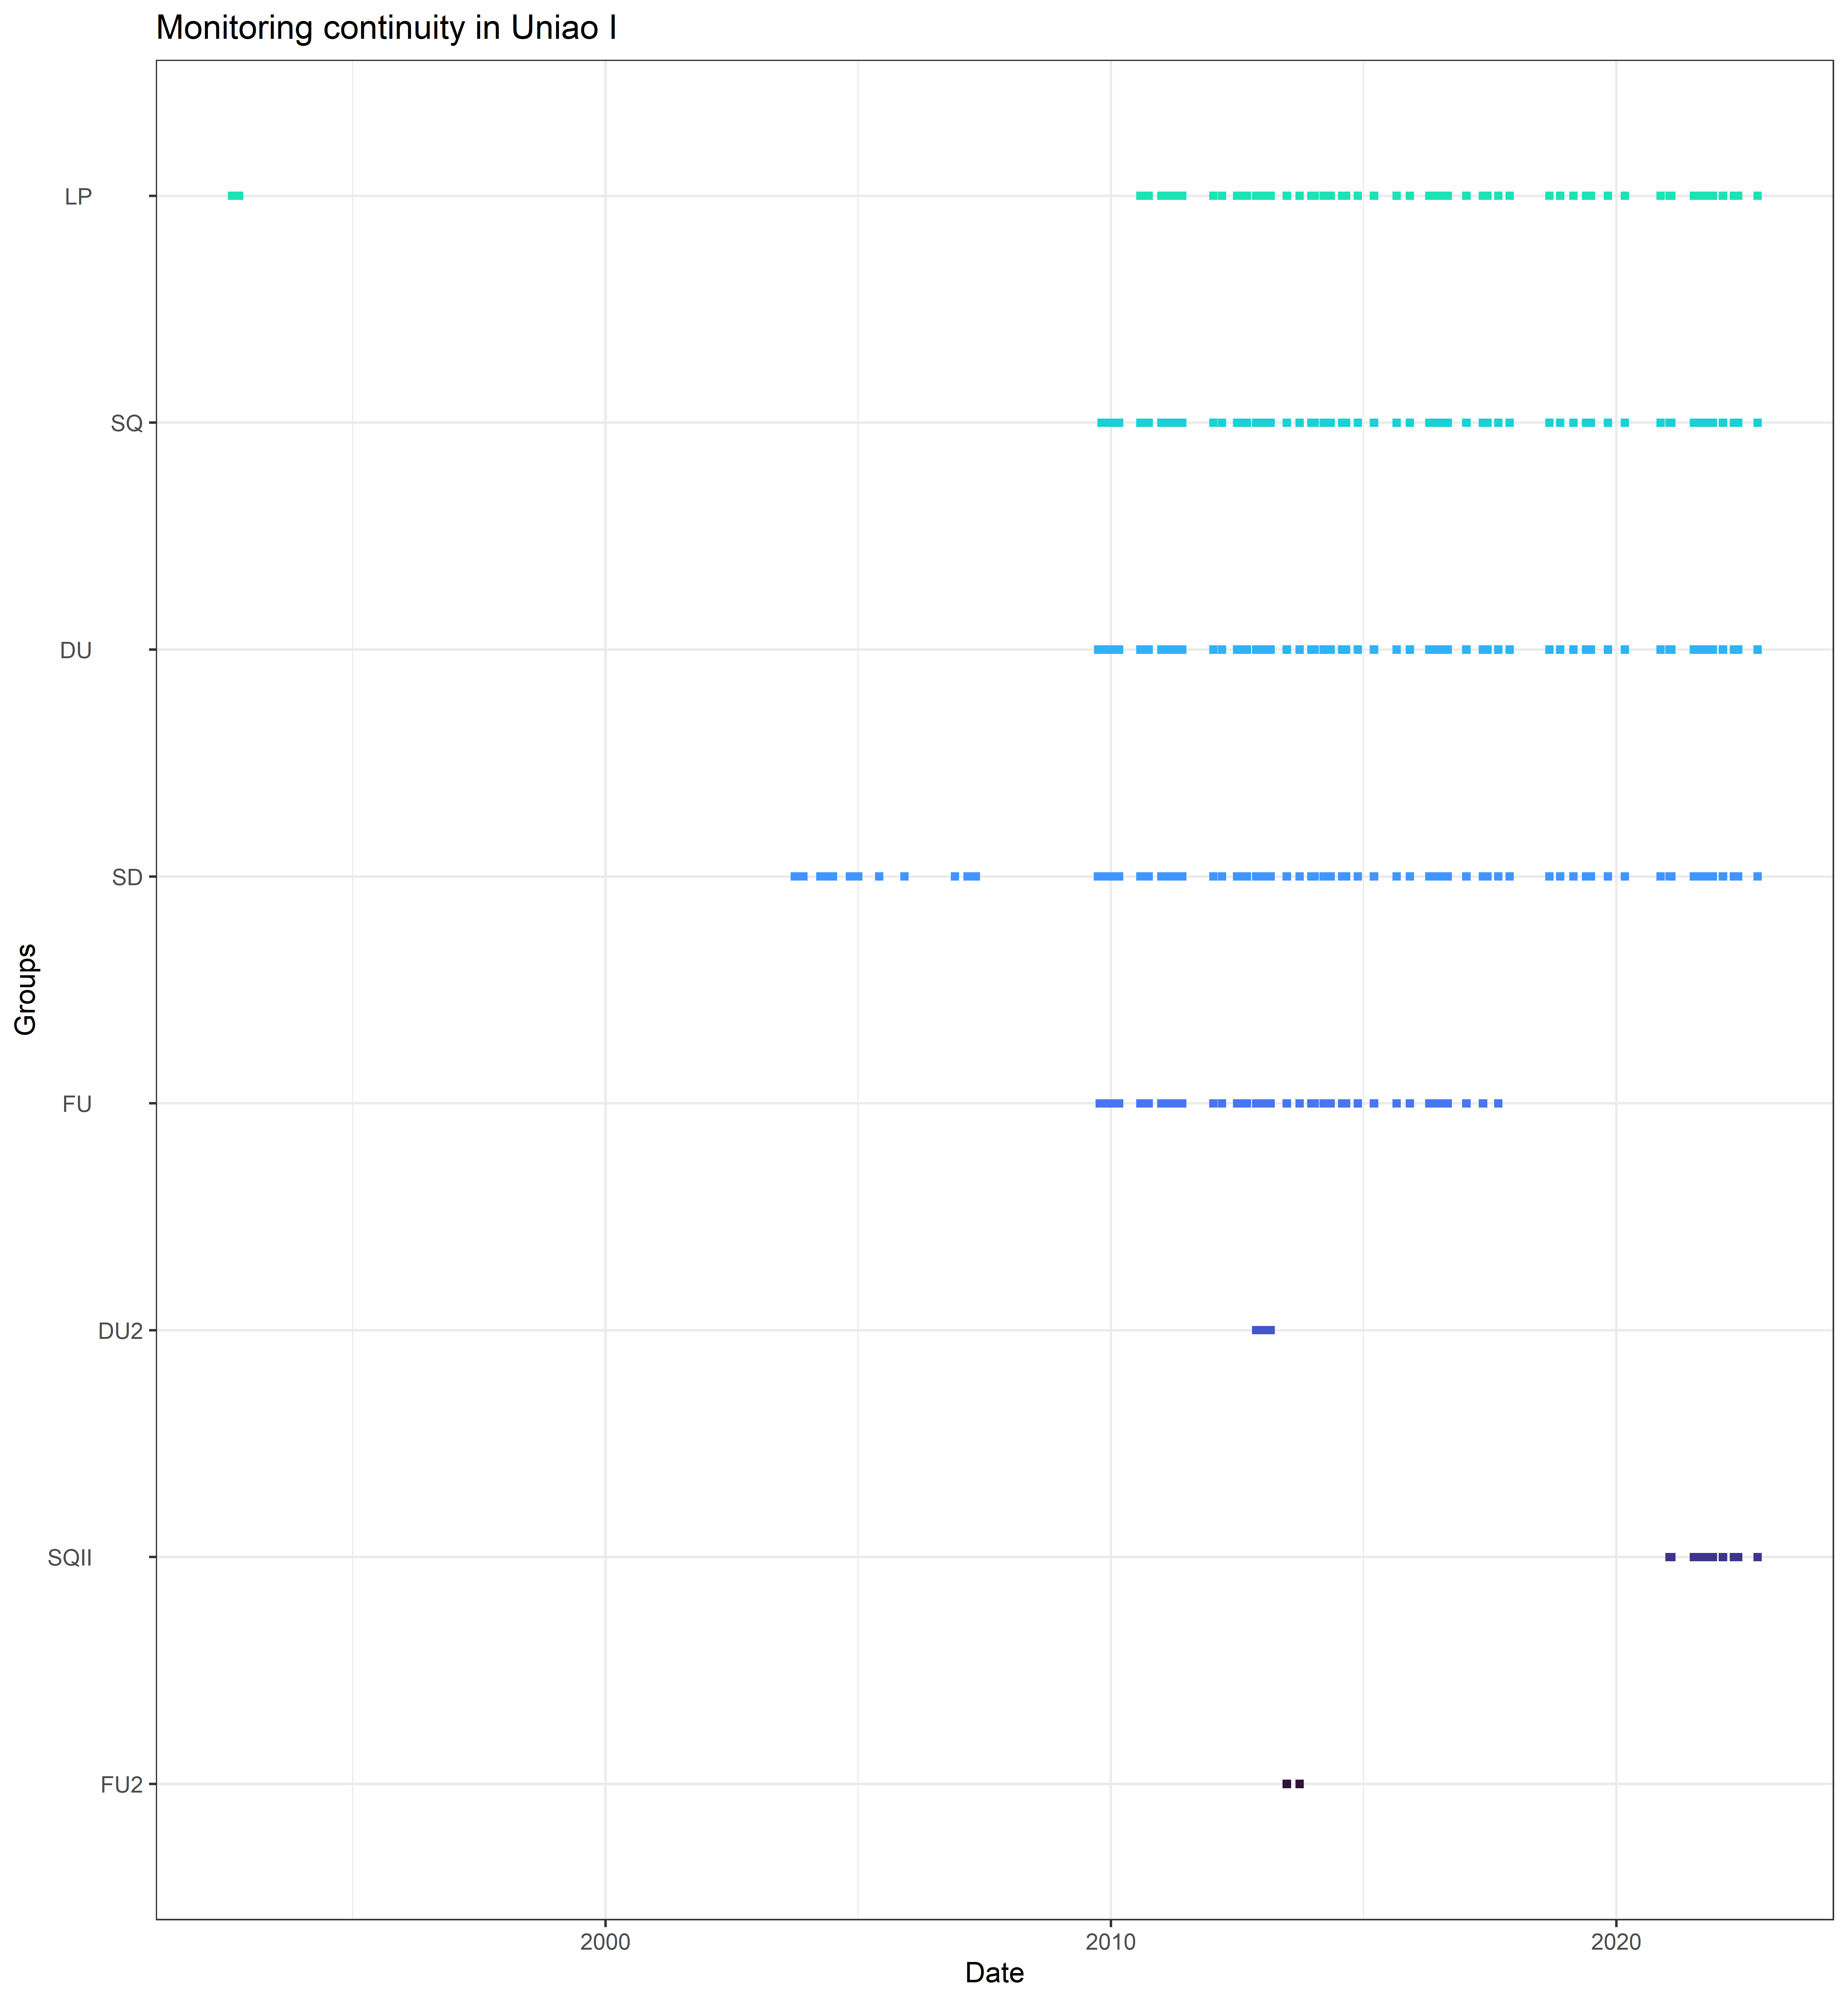 Monitoring continuity in Uniao I
LP
SQ
DU
SD
FU
DU2
SQII
FU2
Groups
2000 2010 2020
Date